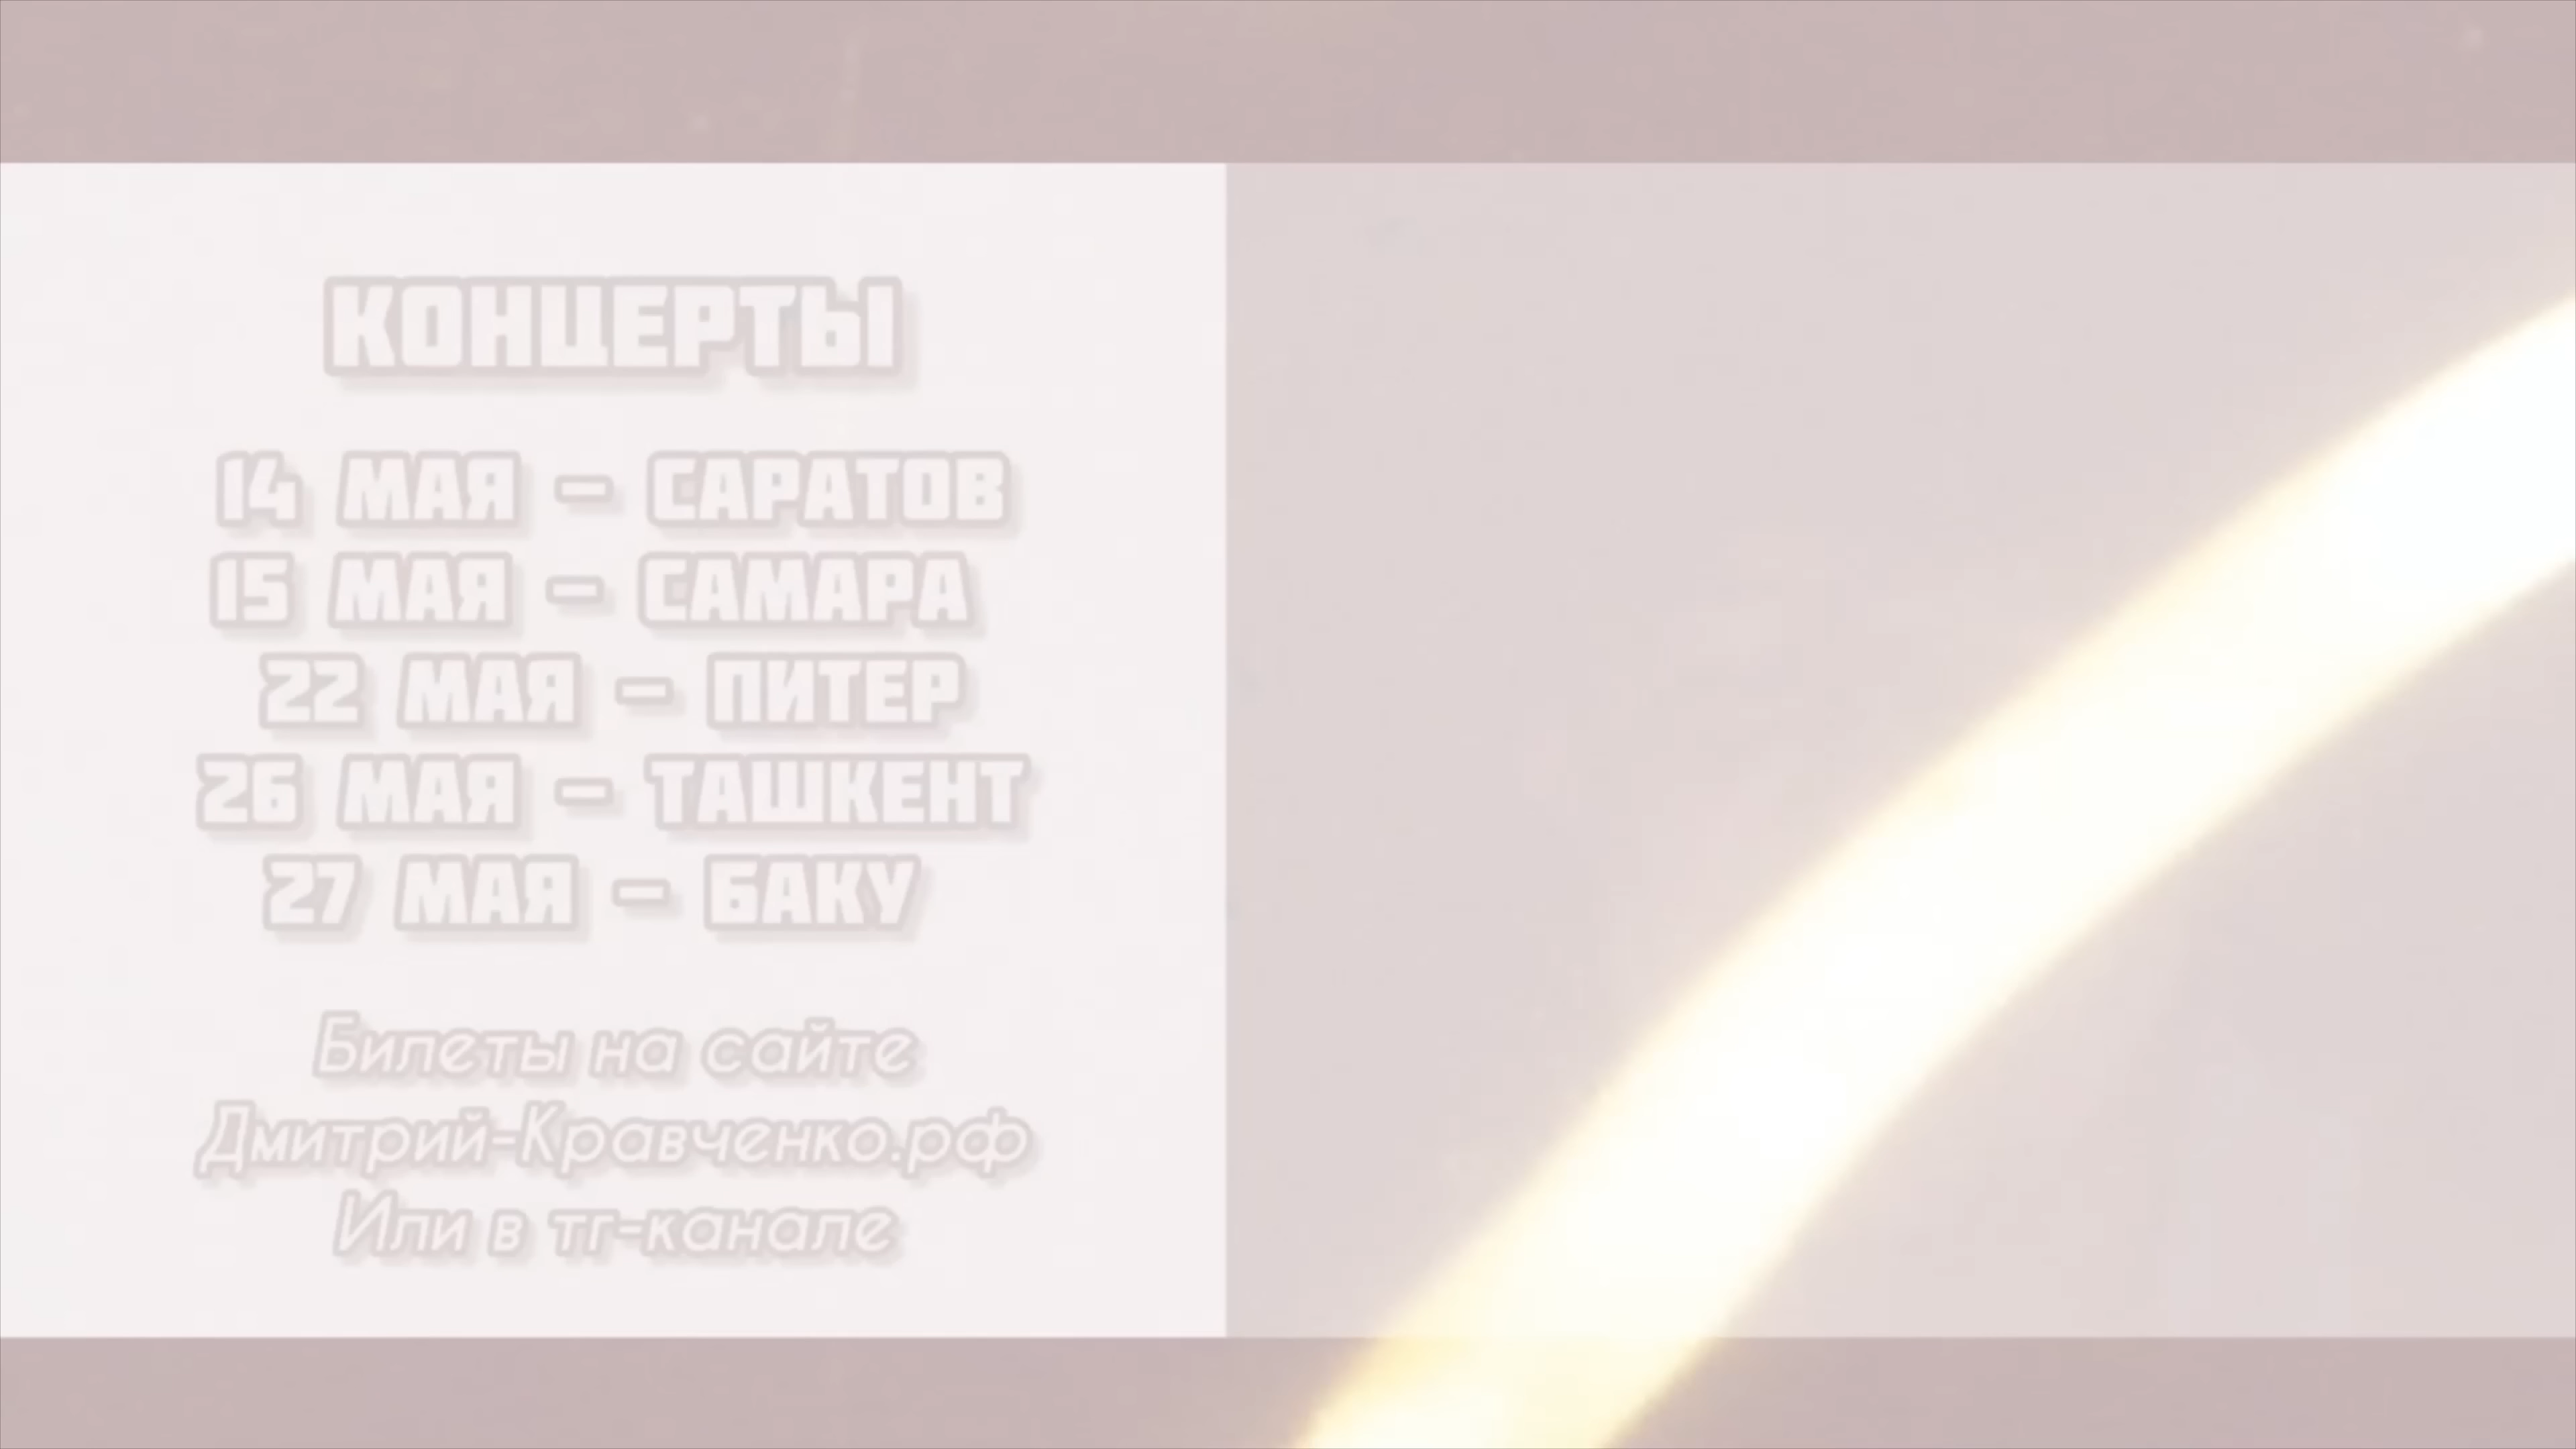 КОНЦЕРТЫ
14 МАЯ – САРАТОВ
15 МАЯ – САМАРА
22 МАЯ – ПИТЕР
26 МАЯ – ТАШКЕНТ
27 МАЯ – БАКУ
Билеты на сайте
Дмитрий-Кравченко.рф
Или в тг-канале